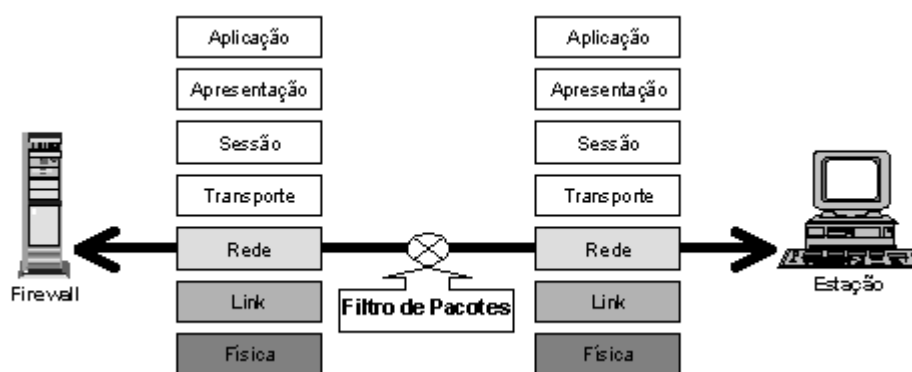 Aplicação
Aplicação
Apresentação
Apresentação
Sessão
Sessão
Transporte
Transporte
Rede
Rede
Firewall
Estação
Link
Filtro de Pacotes
Link
Física
Física